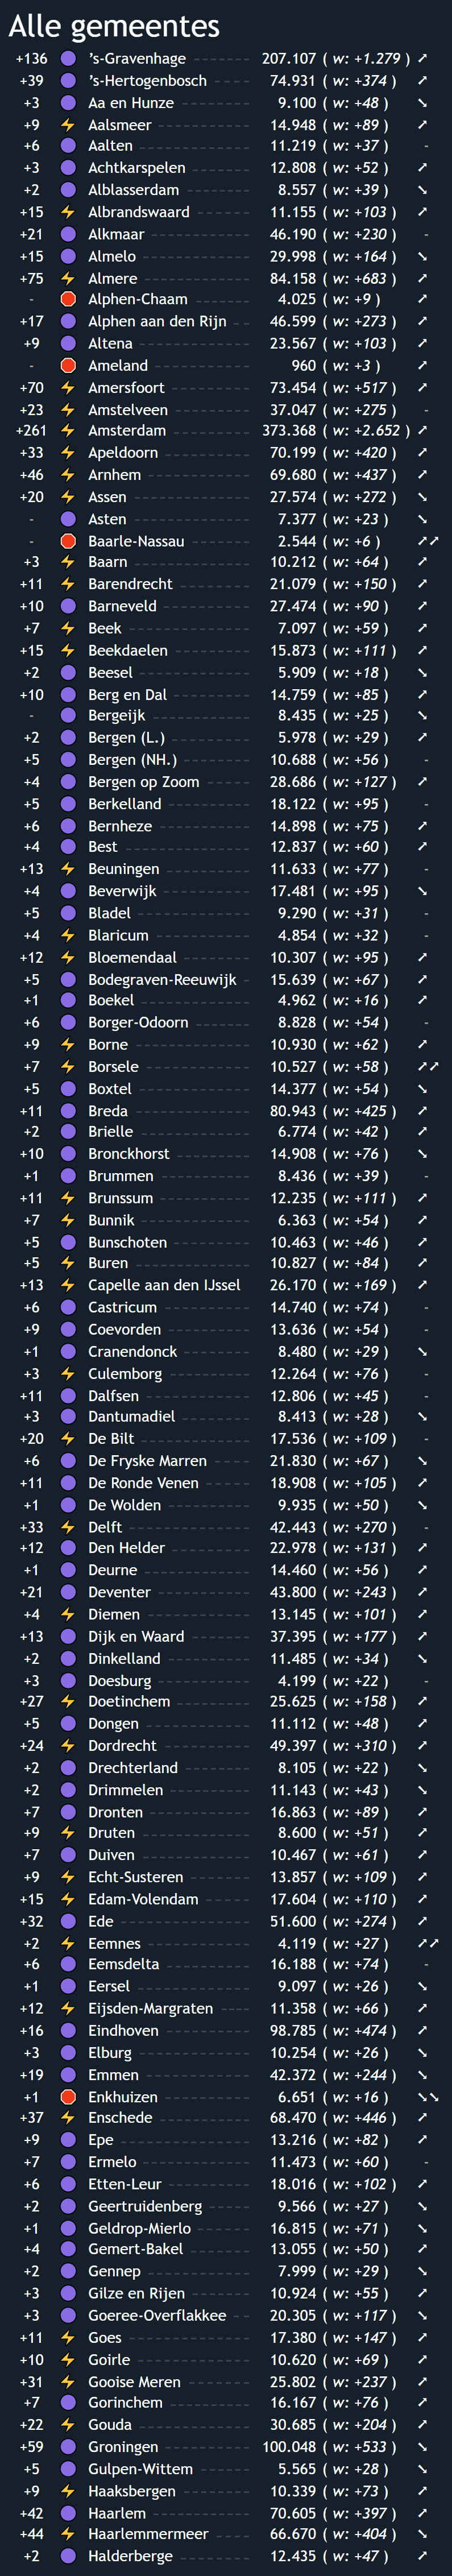 Alle gemeentes
+136 's-Gravenhage 207.107 ( w: +1.279 )
+39 's-Hertogenbosch 74.931 ( w: +374 )
+3 Aa en Hunze 9.100 ( w: +48 )
+9 Aalsmeer 14.948 ( w: +89 )
+6 Aalten 11.219 ( w: +37 ) -
+3 Achtkarspelen 12.808 ( w: +52 )
+2 Alblasserdam 8.557 ( w: +39 )
+15 Albrandswaard 11.155 ( w: +103 )
+21 Alkmaar 46.190 ( w: +230 ) -
+15 Almelo 29.998 ( w: +164 )
+75 Almere 84.158 ( w: +683 )
- Alphen-Chaam 4.025 ( w: +9 )
+17 Alphen aan den Rijn 46.599 ( w: +273 )
+9 Altena 23.567 ( w: +103 )
- Ameland 960 ( w: +3 )
+70 Amersfoort 73.454 ( w: +517 )
+23 Amstelveen 37.047 ( w: +275 ) -
+261 Amsterdam 373.368 ( w: +2.652 )
+33 Apeldoorn 70.199 ( w: +420 )
+46 Arnhem 69.680 ( w: +437 )
+20 Assen 27.574 ( w: +272 )
- Asten 7.377 ( w: +23 )
- Baarle-Nassau 2.544 ( w: +6 )
+3 Baarn 10.212 ( w: +64 )
+11 Barendrecht 21.079 ( w: +150 )
+10 Barneveld 27.474 ( w: +90 )
+7 Beek 7.097 ( w: +59 )
+15 Beekdaelen 15.873 ( w: +111 )
+2 Beesel 5.909 ( w: +18 )
+10 Berg en Dal 14.759 ( w: +85 )
- Bergeijk 8.435 ( w: +25 )
+2 Bergen (L.) 5.978 ( w: +29 )
+5 Bergen (NH.) 10.688 ( w: +56 ) -
+4 Bergen op Zoom 28.686 ( w: +127 )
+5 Berkelland 18.122 ( w: +95 ) -
+6 Bernheze 14.898 ( w: +75 )
+4 Best 12.837 ( w: +60 )
+13 Beuningen 11.633 ( w: +77 ) -
+4 Beverwijk 17.481 ( w: +95 )
+5 Bladel 9.290 ( w: +31 ) -
+4 Blaricum 4.854 ( w: +32 ) -
+12 Bloemendaal 10.307 ( w: +95 )
+5 Bodegraven-Reeuwijk 15.639 ( w: +67 )
+1 Boekel 4.962 ( w: +16 )
+6 Borger-Odoorn 8.828 ( w: +54 ) -
+9 Borne 10.930 ( w: +62 )
+7 Borsele 10.527 ( w: +58 )
+5 Boxtel 14.377 ( w: +54 )
+11 Breda 80.943 ( w: +425 )
+2 Brielle 6.774 ( w: +42 )
+10 Bronckhorst 14.908 ( w: +76 )
+1 Brummen 8.436 ( w: +39 ) -
+11 Brunssum 12.235 ( w: +111 )
+7 Bunnik 6.363 ( w: +54 )
+5 Bunschoten 10.463 ( w: +46 )
+5 Buren 10.827 ( w: +84 )
+13 Capelle aan den IJssel 26.170 ( w: +169 )
+6 Castricum 14.740 ( w: +74 ) -
+9 Coevorden 13.636 ( w: +54 ) -
+1 Cranendonck 8.480 ( w: +29 )
+3 Culemborg 12.264 ( w: +76 ) -
+11 Dalfsen 12.806 ( w: +45 ) -
+3 Dantumadiel 8.413 ( w: +28 )
+20 De Bilt 17.536 ( w: +109 ) -
+6 De Fryske Marren 21.830 ( w: +67 )
+11 De Ronde Venen 18.908 ( w: +105 )
+1 De Wolden 9.935 ( w: +50 )
+33 Delft 42.443 ( w: +270 ) -
+12 Den Helder 22.978 ( w: +131 )
+1 Deurne 14.460 ( w: +56 )
+21 Deventer 43.800 ( w: +243 )
+4 Diemen 13.145 ( w: +101 )
+13 Dijk en Waard 37.395 ( w: +177 )
+2 Dinkelland 11.485 ( w: +34 )
+3 Doesburg 4.199 ( w: +22 ) -
+27 Doetinchem 25.625 ( w: +158 )
+5 Dongen 11.112 ( w: +48 )
+24 Dordrecht 49.397 ( w: +310 )
+2 Drechterland 8.105 ( w: +22 )
+2 Drimmelen 11.143 ( w: +43 )
+7 Dronten 16.863 ( w: +89 )
+9 Druten 8.600 ( w: +51 )
+7 Duiven 10.467 ( w: +61 )
+9 Echt-Susteren 13.857 ( w: +109 )
+15 Edam-Volendam 17.604 ( w: +110 )
+32 Ede 51.600 ( w: +274 )
+2 Eemnes 4.119 ( w: +27 )
+6 Eemsdelta 16.188 ( w: +74 ) -
+1 Eersel 9.097 ( w: +26 )
+12 Eijsden-Margraten 11.358 ( w: +66 )
+16 Eindhoven 98.785 ( w: +474 )
+3 Elburg 10.254 ( w: +26 )
+19 Emmen 42.372 ( w: +244 )
+1 Enkhuizen 6.651 ( w: +16 )
+37 Enschede 68.470 ( w: +446 )
+9 Epe 13.216 ( w: +82 )
+7 Ermelo 11.473 ( w: +60 ) -
+6 Etten-Leur 18.016 ( w: +102 )
+2 Geertruidenberg 9.566 ( w: +27 )
+1 Geldrop-Mierlo 16.815 ( w: +71 )
+4 Gemert-Bakel 13.055 ( w: +50 )
+2 Gennep 7.999 ( w: +29 )
+3 Gilze en Rijen 10.924 ( w: +55 )
+3 Goeree-Overflakkee 20.305 ( w: +117 )
+11 Goes 17.380 ( w: +147 )
+10 Goirle 10.620 ( w: +69 )
+31 Gooise Meren 25.802 ( w: +237 )
+7 Gorinchem 16.167 ( w: +76 )
+22 Gouda 30.685 ( w: +204 )
+59 Groningen 100.048 ( w: +533 )
+5 Gulpen-Wittem 5.565 ( w: +28 )
+9 Haaksbergen 10.339 ( w: +73 )
+42 Haarlem 70.605 ( w: +397 )
+44 Haarlemmermeer 66.670 ( w: +404 )
+2 Halderberge 12.435 ( w: +47 )